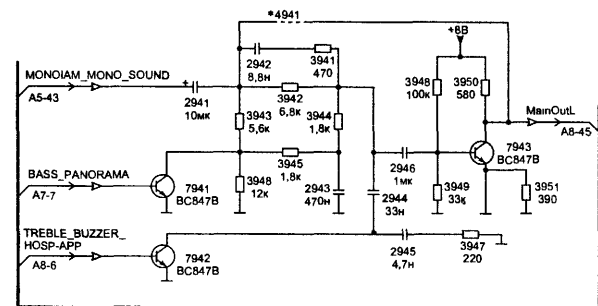 *4941
+8В
2942
8,8н
3941
470
MONOIAM_MONO_SOUND
A5-43
+
2941
10мк
3942
6,8к
3948
100к
3950
580
3943
5,6к
3944
1,8к
MainOutL
A8-45
7943
BC847B
3945
1,8к
2946
1мк
BASS_PANORAMA
A7-7
7941
BC847B
3948
12к
2943
470н
2944
33н
3949
33к
3951
390
TREBLE_BUZZER_
HOSP-APP
A8-6
7942
BC847B
2945
4,7н
3947
220